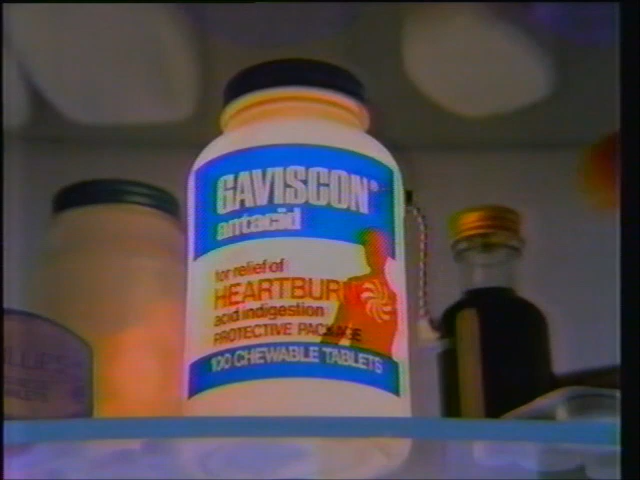 GAVISCON®
antacid
for relief of
HEARTBURN
acid indigestion
PROTECTIVE PACKAGE
100 CHEWABLE TABLETS